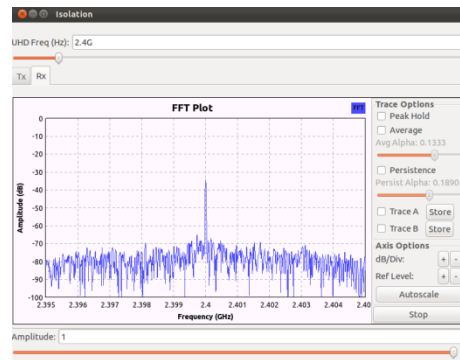 Isolation
UHD Freq (Hz): 2.4G
Tx Rx
FFT Plot
FFT
0
-10
-20
-30
-40
-50
-60
-70
-80
-90
-100
Amplitude (dB)
2.395 2.396 2.397 2.398 2.399 2.4 2.401 2.402 2.403 2.404 2.40
Frequency (GHz)
Trace Options
Peak Hold
Average
Avg Alpha: 0.1333
Persistence
Persist Alpha: 0.1890
Trace A Store
Trace B Store
Axis Options
dB/Div: + -
Ref Level: + -
Autoscale
Stop
Amplitude: 1